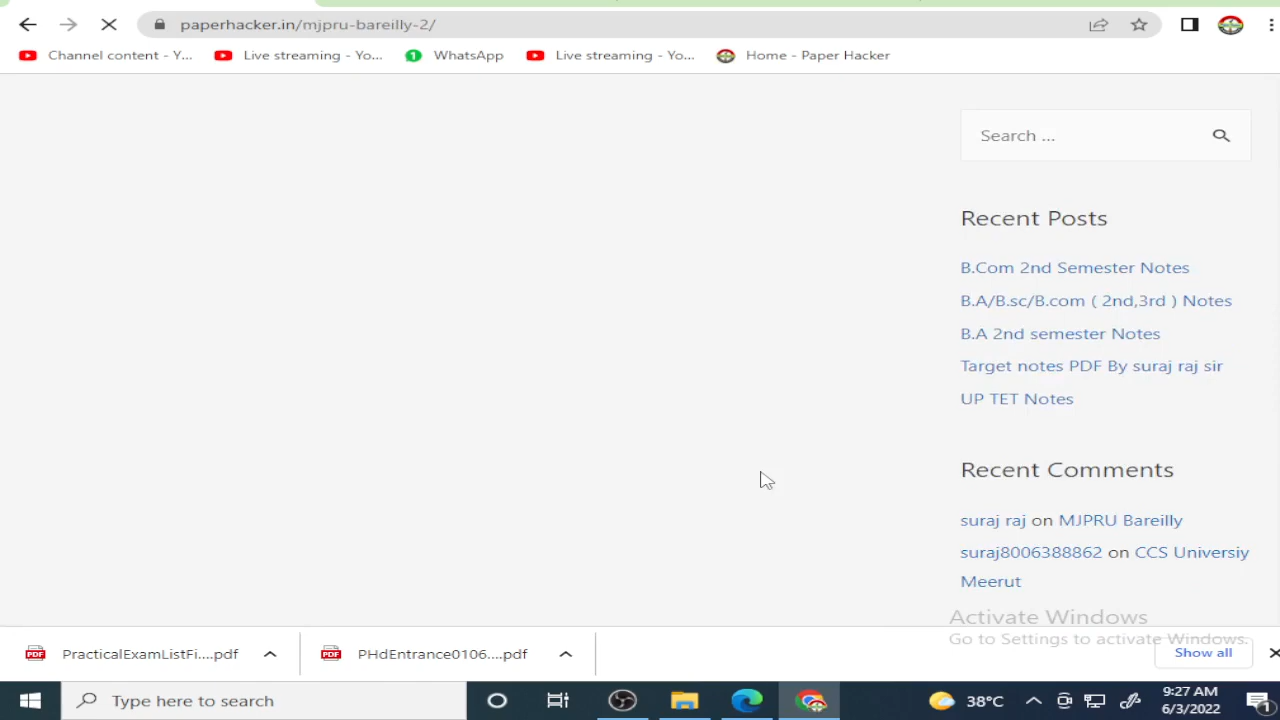 paperhacker.in/mjpru-bareilly-2/
Channel content - Y...
Live streaming - Yo...
WhatsApp
Live streaming - Yo...
Home - Paper Hacker
Search ...
Recent Posts
B.Com 2nd Semester Notes
B.A/B.sc/B.com ( 2nd,3rd ) Notes
B.A 2nd semester Notes
Target notes PDF By suraj raj sir
UP TET Notes
Recent Comments
suraj raj on MJPRU Bareilly
suraj8006388862 on CCS Universiy
Meerut
Activate Windows
Go to Settings to activate Windows.
PDF PracticalExamListFi....pdf
PDF PHdEntrance0106....pdf
Show all
Type here to search
38°C
9:27 AM
6/3/2022
1